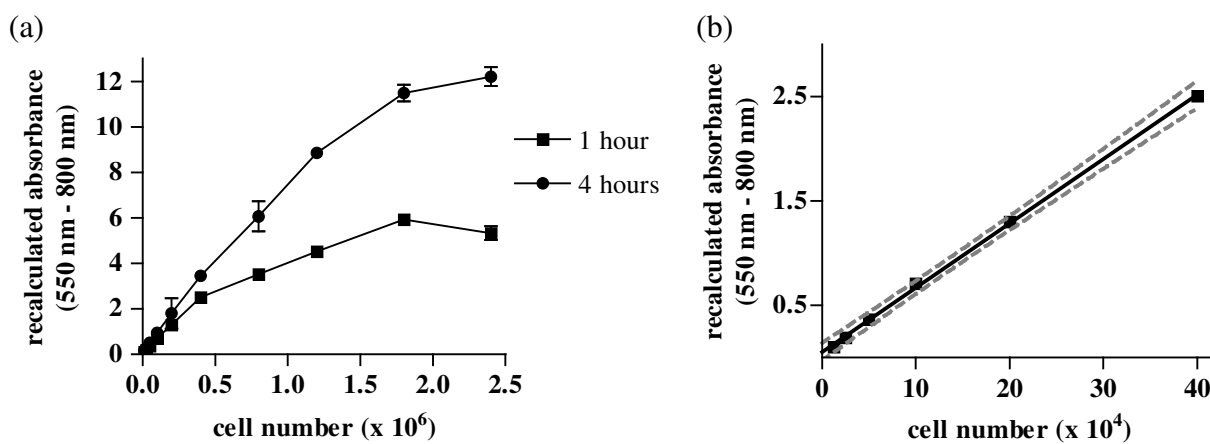 (a)
recalculated absorbance
(550 nm - 800 nm)
12
10
8
6
4
2
0
0.0
0.5
1.0
1.5
2.0
2.5
cell number (x 10⁶)
1 hour
4 hours
(b)
recalculated absorbance
(550 nm - 800 nm)
2.5
1.5
0.5
0
10
20
30
40
cell number (x 10⁴)